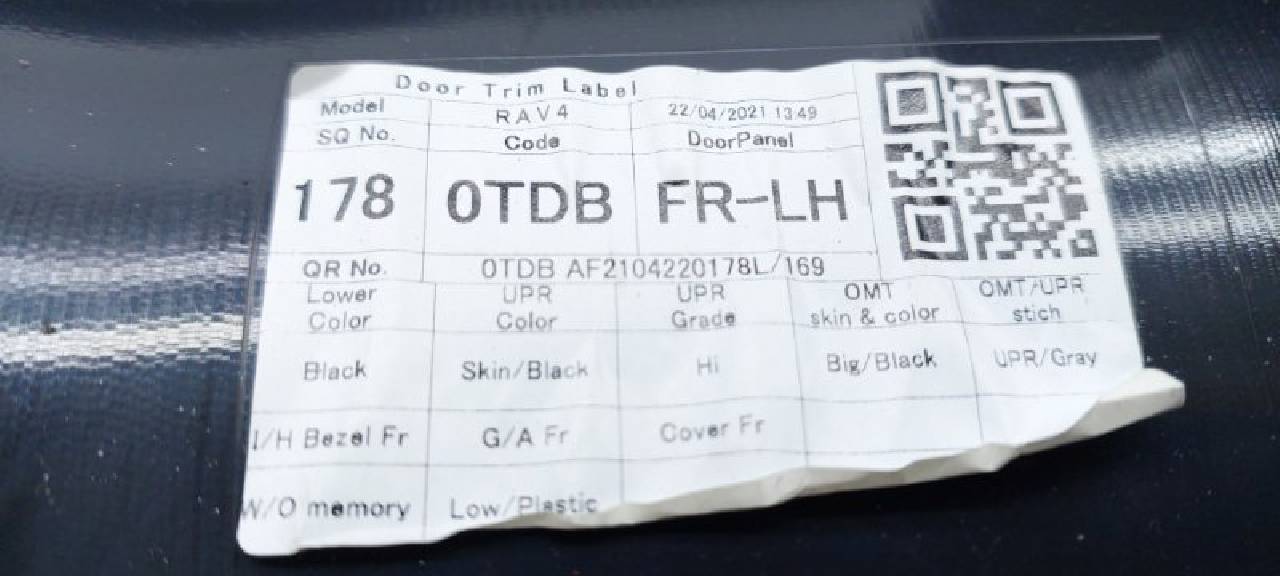 Door Trim Label
Model RAV4 22/04/2021 13:49
SQ No. Code DoorPanel
178 0TDB FR-LH
QR No. 0TDB AF2104220178L/169
Lower Color UPR Color UPR Grade OMT skin & color OMT/UPR stich
Black Skin/Black Hi Big/Black UPR/Gray
I/H Bezel Fr G/A Fr Cover Fr
W/O memory Low/Plastic